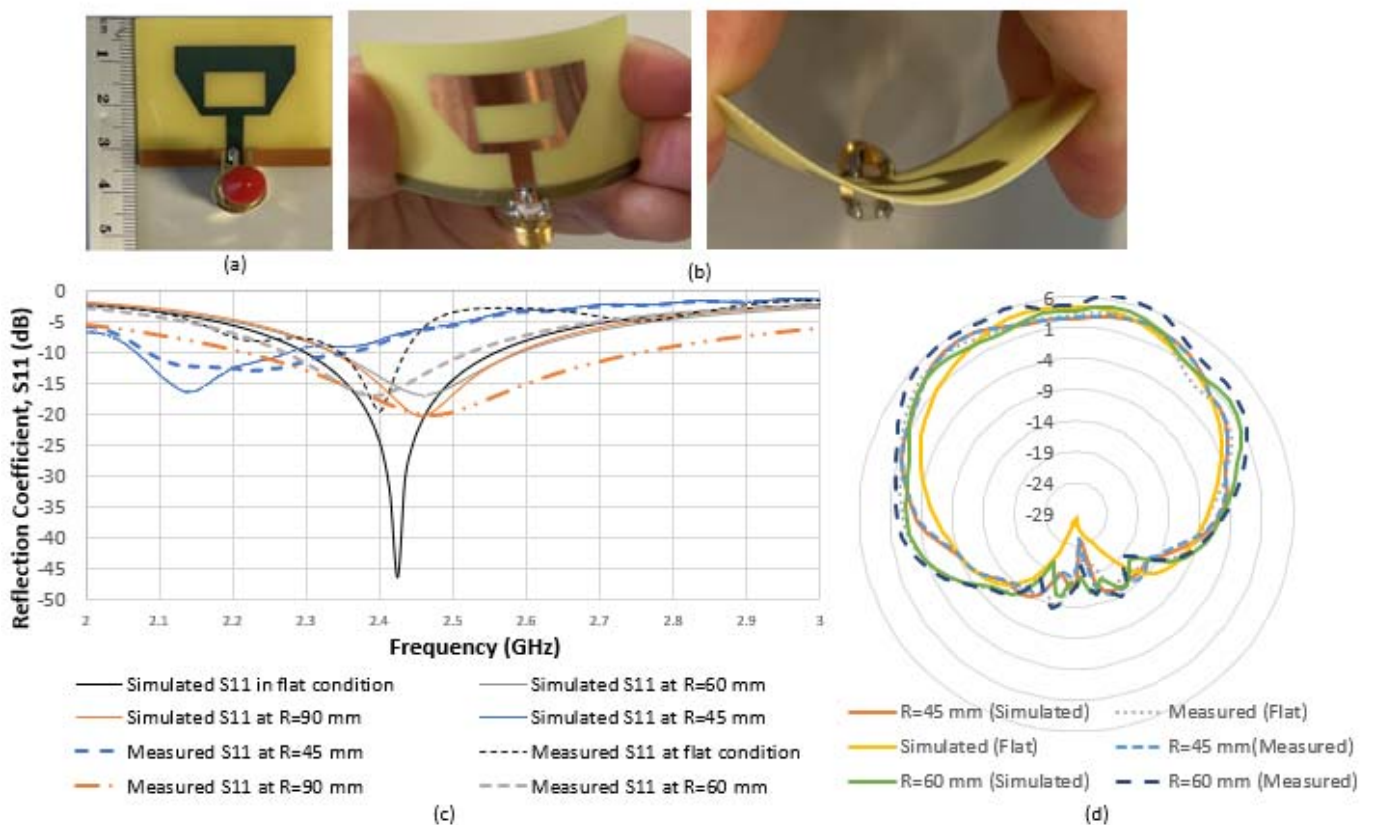 1
2
3
4
5
(a)
(b)
Reflection Coefficient, S11 (dB)
0
-5
-10
-15
-20
-25
-30
-35
-40
-45
-50
2 2.1 2.2 2.3 2.4 2.5 2.6 2.7 2.8 2.9 3
Frequency (GHz)
Simulated S11 in flat condition
Simulated S11 at R=60 mm
Simulated S11 at R=90 mm
Simulated S11 at R=45 mm
Measured S11 at R=45 mm
Measured S11 at flat condition
Measured S11 at R=90 mm
Measured S11 at R=60 mm
(c)
6
1
-4
-9
-14
-19
-24
-29
R=45 mm (Simulated)
Measured (Flat)
Simulated (Flat)
R=45 mm(Measured)
R=60 mm (Simulated)
R=60 mm (Measured)
(d)